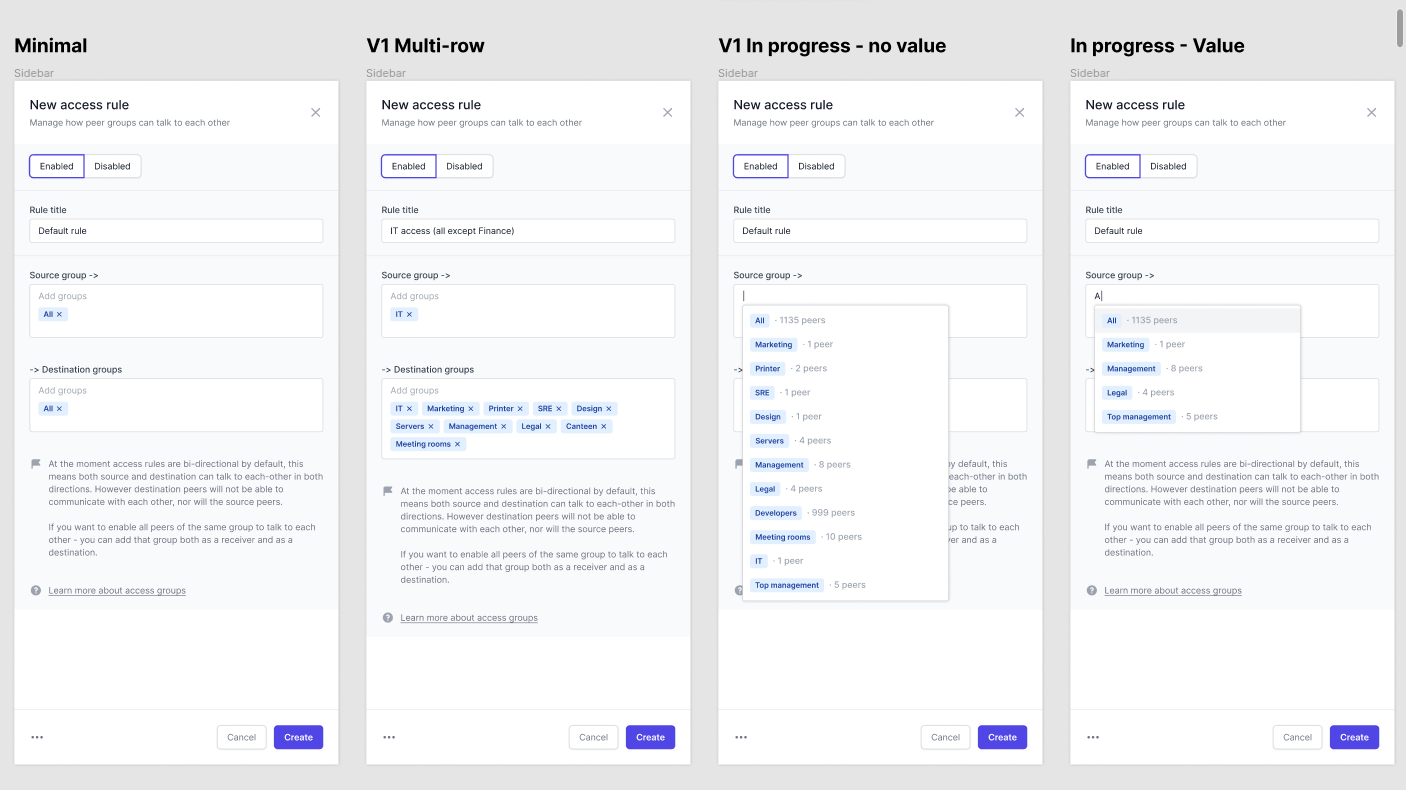 Minimal
Sidebar
New access rule
Manage how peer groups can talk to each other
Enabled Disabled
Rule title
Default rule
Source group ->
Add groups
All ×
-> Destination groups
Add groups
All ×
At the moment access rules are bi-directional by default, this
means both source and destination can talk to each-other in both
directions. However destination peers will not be able to
communicate with each other, nor will the source peers.
If you want to enable all peers of the same group to talk to each
other - you can add that group both as a receiver and as a
destination.
Learn more about access groups
Cancel Create
V1 Multi-row
Sidebar
New access rule
Manage how peer groups can talk to each other
Enabled Disabled
Rule title
IT access (all except Finance)
Source group ->
Add groups
IT ×
-> Destination groups
Add groups
IT × Marketing × Printer × SRE × Design ×
Servers × Management × Legal × Canteen ×
Meeting rooms ×
At the moment access rules are bi-directional by default, this
means both source and destination can talk to each-other in both
directions. However destination peers will not be able to
communicate with each other, nor will the source peers.
If you want to enable all peers of the same group to talk to each
other - you can add that group both as a receiver and as a
destination.
Learn more about access groups
Cancel Create
V1 In progress - no value
Sidebar
New access rule
Manage how peer groups can talk to each other
Enabled Disabled
Rule title
Default rule
Source group ->
All · 1135 peers
Marketing · 1 peer
Printer · 2 peers
SRE · 1 peer
Design · 1 peer
Servers · 4 peers
Management · 8 peers
Legal · 4 peers
Developers · 999 peers
Meeting rooms · 10 peers
IT · 1 peer
Top management · 5 peers
by default, this
each-other in both
be able to
peers.
up to talk to each
and as a
Cancel Create
In progress - Value
Sidebar
New access rule
Manage how peer groups can talk to each other
Enabled Disabled
Rule title
Default rule
Source group ->
A
All · 1135 peers
Marketing · 1 peer
Management · 8 peers
Legal · 4 peers
Top management · 5 peers
At the moment access rules are bi-directional by default, this
means both source and destination can talk to each-other in both
directions. However destination peers will not be able to
communicate with each other, nor will the source peers.
If you want to enable all peers of the same group to talk to each
other - you can add that group both as a receiver and as a
destination.
Learn more about access groups
Cancel Create